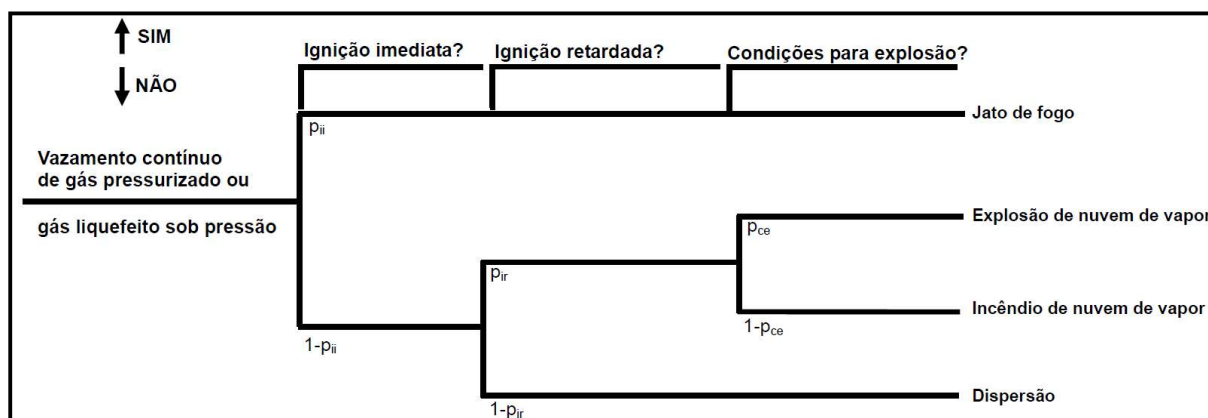 SIM
NÃO
Ignição imediata?
Ignição retardada?
Condições para explosão?
Jato de fogo
pii
Vazamento contínuo
de gás pressurizado ou
gás liquefeito sob pressão
Explosão de nuvem de vapor
pce
pir
Incêndio de nuvem de vapor
1-pce
1-pii
Dispersão
1-pir